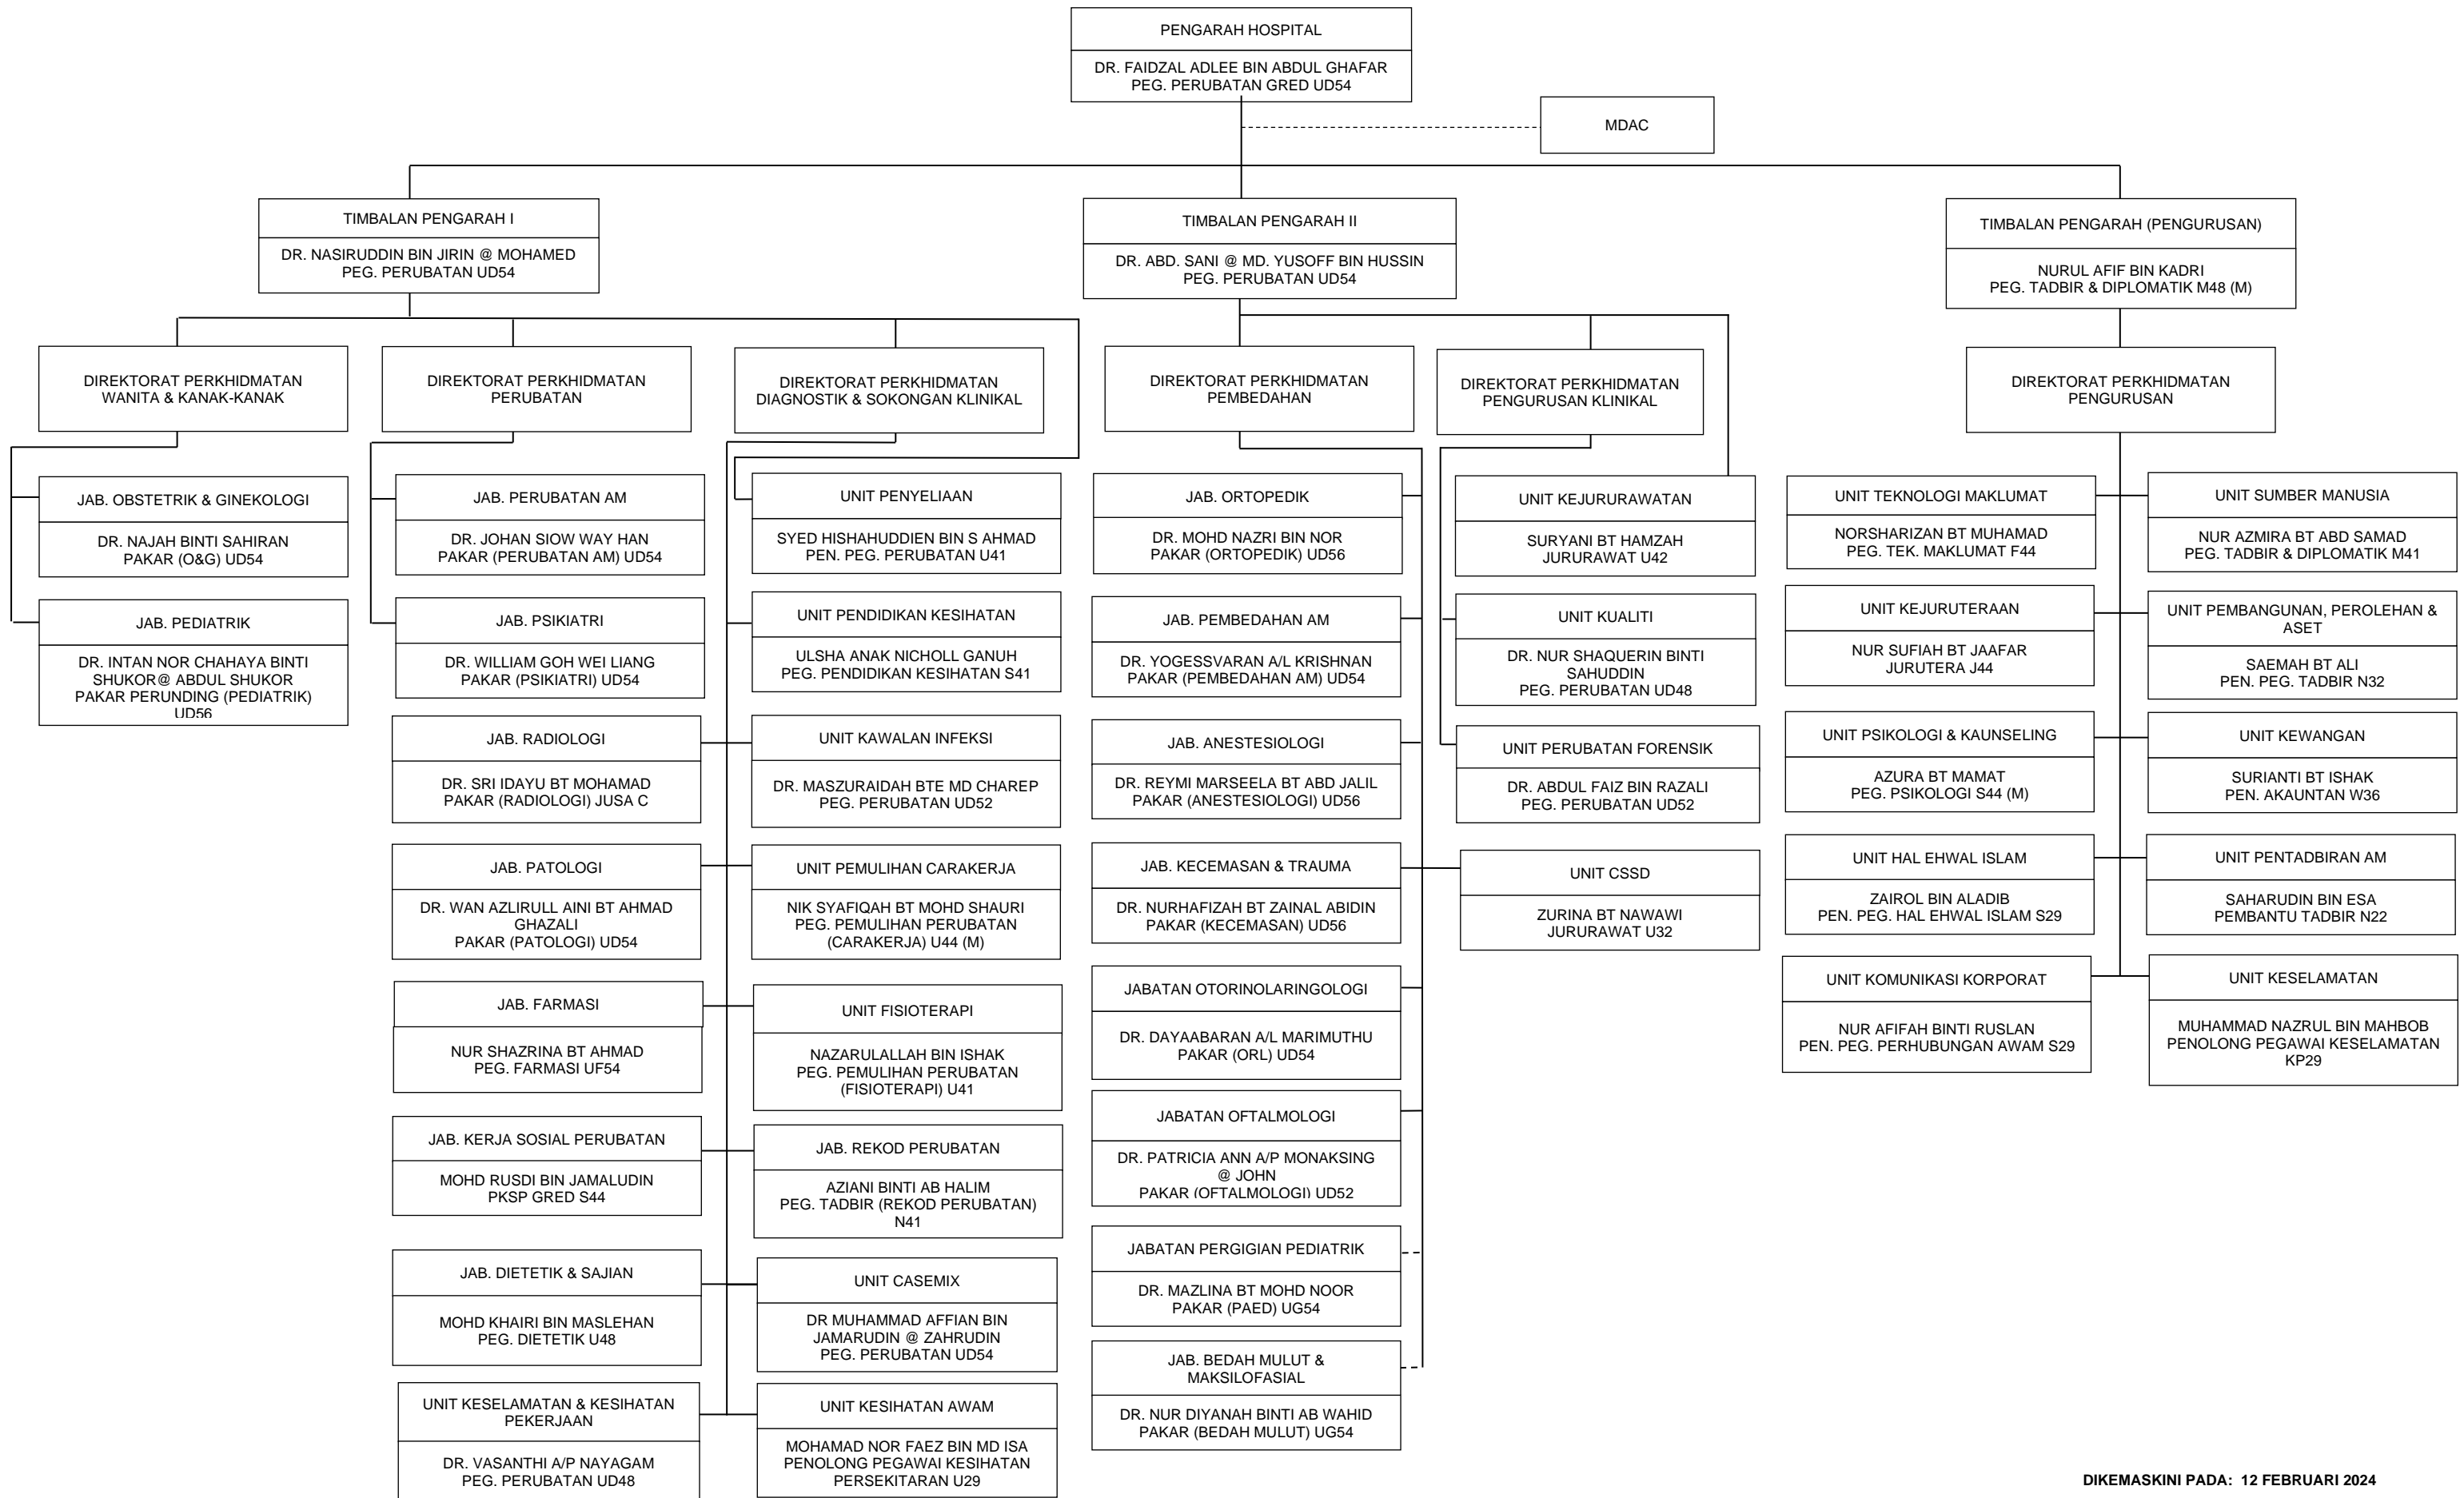 PENGARAH HOSPITAL
DR. FAIDZAL ADLEE BIN ABDUL GHAFAR
PEG. PERUBATAN GRED UD54
MDAC
TIMBALAN PENGARAH I
DR. NASIRUDDIN BIN JIRIN @ MOHAMED
PEG. PERUBATAN UD54
TIMBALAN PENGARAH II
DR. ABD. SANI @ MD. YUSOFF BIN HUSSIN
PEG. PERUBATAN UD54
TIMBALAN PENGARAH (PENGURUSAN)
NURUL AFIF BIN KADRI
PEG. TADBIR & DIPLOMATIK M48 (M)
DIREKTORAT PERKHIDMATAN
WANITA & KANAK-KANAK
DIREKTORAT PERKHIDMATAN
PERUBATAN
DIREKTORAT PERKHIDMATAN
DIAGNOSTIK & SOKONGAN KLINIKAL
DIREKTORAT PERKHIDMATAN
PEMBEDAHAN
DIREKTORAT PERKHIDMATAN
PENGURUSAN KLINIKAL
DIREKTORAT PERKHIDMATAN
PENGURUSAN
JAB. OBSTETRIK & GINEKOLOGI
DR. NAJAH BINTI SAHIRAN
PAKAR (O&G) UD54
JAB. PEDIATRIK
DR. INTAN NOR CHAHAYA BINTI
SHUKOR@ ABDUL SHUKOR
PAKAR PERUNDING (PEDIATRIK)
UD56
JAB. PERUBATAN AM
DR. JOHAN SIOW WAY HAN
PAKAR (PERUBATAN AM) UD54
JAB. PSIKIATRI
DR. WILLIAM GOH WEI LIANG
PAKAR (PSIKIATRI) UD54
JAB. RADIOLOGI
DR. SRI IDAYU BT MOHAMAD
PAKAR (RADIOLOGI) JUSA C
JAB. PATOLOGI
DR. WAN AZLIRULL AINI BT AHMAD
GHAZALI
PAKAR (PATOLOGI) UD54
JAB. FARMASI
NUR SHAZRINA BT AHMAD
PEG. FARMASI UF54
JAB. KERJA SOSIAL PERUBATAN
MOHD RUSDI BIN JAMALUDIN
PKSP GRED S44
JAB. DIETETIK & SAJIAN
MOHD KHAIRI BIN MASLEHAN
PEG. DIETETIK U48
UNIT KESELAMATAN & KESIHATAN
PEKERJAAN
DR. VASANTHI A/P NAYAGAM
PEG. PERUBATAN UD48
UNIT PENYELIAAN
SYED HISHAHUDDIEN BIN S AHMAD
PEN. PEG. PERUBATAN U41
UNIT PENDIDIKAN KESIHATAN
ULSHA ANAK NICHOLL GANUH
PEG. PENDIDIKAN KESIHATAN S41
UNIT KAWALAN INFEKSI
DR. MASZURAIDAH BTE MD CHAREP
PEG. PERUBATAN UD52
UNIT PEMULIHAN CARAKERJA
NIK SYAFIQAH BT MOHD SHAURI
PEG. PEMULIHAN PERUBATAN
(CARAKERJA) U44 (M)
UNIT FISIOTERAPI
NAZARULALLAH BIN ISHAK
PEG. PEMULIHAN PERUBATAN
(FISIOTERAPI) U41
JAB. REKOD PERUBATAN
AZIANI BINTI AB HALIM
PEG. TADBIR (REKOD PERUBATAN)
N41
UNIT CASEMIX
DR MUHAMMAD AFFIAN BIN
JAMARUDIN @ ZAHRUDIN
PEG. PERUBATAN UD54
UNIT KESIHATAN AWAM
MOHAMAD NOR FAEZ BIN MD ISA
PENOLONG PEGAWAI KESIHATAN
PERSEKITARAN U29
JAB. ORTOPEDIK
DR. MOHD NAZRI BIN NOR
PAKAR (ORTOPEDIK) UD56
JAB. PEMBEDAHAN AM
DR. YOGESSVARAN A/L KRISHNAN
PAKAR (PEMBEDAHAN AM) UD54
JAB. ANESTESIOLOGI
DR. REYMI MARSEELA BT ABD JALIL
PAKAR (ANESTESIOLOGI) UD56
JAB. KECEMASAN & TRAUMA
DR. NURHAFIZAH BT ZAINAL ABIDIN
PAKAR (KECEMASAN) UD56
JABATAN OTORINOLARINGOLOGI
DR. DAYAABARAN A/L MARIMUTHU
PAKAR (ORL) UD54
JABATAN OFTALMOLOGI
DR. PATRICIA ANN A/P MONAKSING
@ JOHN
PAKAR (OFTALMOLOGI) UD52
JABATAN PERGIGIAN PEDIATRIK
DR. MAZLINA BT MOHD NOOR
PAKAR (PAED) UG54
JAB. BEDAH MULUT &
MAKSILOFASIAL
DR. NUR DIYANAH BINTI AB WAHID
PAKAR (BEDAH MULUT) UG54
UNIT KEJURURAWATAN
SURYANI BT HAMZAH
JURURAWAT U42
UNIT KUALITI
DR. NUR SHAQUERIN BINTI
SAHUDDIN
PEG. PERUBATAN UD48
UNIT PERUBATAN FORENSIK
DR. ABDUL FAIZ BIN RAZALI
PEG. PERUBATAN UD52
UNIT CSSD
ZURINA BT NAWAWI
JURURAWAT U32
UNIT TEKNOLOGI MAKLUMAT
NORSHARIZAN BT MUHAMAD
PEG. TEK. MAKLUMAT F44
UNIT KEJURUTERAAN
NUR SUFIAH BT JAAFAR
JURUTERA J44
UNIT PSIKOLOGI & KAUNSELING
AZURA BT MAMAT
PEG. PSIKOLOGI S44 (M)
UNIT HAL EHWAL ISLAM
ZAIROL BIN ALADIB
PEN. PEG. HAL EHWAL ISLAM S29
UNIT KOMUNIKASI KORPORAT
NUR AFIFAH BINTI RUSLAN
PEN. PEG. PERHUBUNGAN AWAM S29
UNIT SUMBER MANUSIA
NUR AZMIRA BT ABD SAMAD
PEG. TADBIR & DIPLOMATIK M41
UNIT PEMBANGUNAN, PEROLEHAN &
ASET
SAEMAH BT ALI
PEN. PEG. TADBIR N32
UNIT KEWANGAN
SURIANTI BT ISHAK
PEN. AKAUNTAN W36
UNIT PENTADBIRAN AM
SAHARUDIN BIN ESA
PEMBANTU TADBIR N22
UNIT KESELAMATAN
MUHAMMAD NAZRUL BIN MAHBOB
PENOLONG PEGAWAI KESELAMATAN
KP29
DIKEMASKINI PADA: 12 FEBRUARI 2024